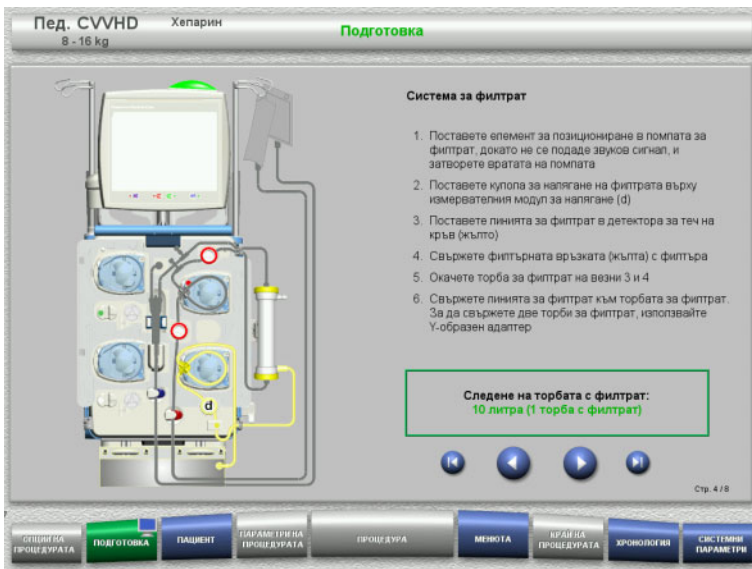 Пед. CVVHD
Хепарин
8 - 16 kg
Подготовка
Система за филтрат
1. Поставете елемент за позициониране в помпата за
филтрат, докато не се подаде звуков сигнал, и
затворете вратата на помпата
2. Поставете купола за налягане на филтрата върху
измервателния модул за налягане (d)
3. Поставете линията за филтрат в детектора за теч на
кръв (жълто)
4. Свържете филтърната връзката (жълта) с филтъра
5. Окачете торба за филтрат на везни 3 и 4
6. Свържете линията за филтрат към торбата за филтрат.
За да свържете две торби за филтрат, използвайте
Y-образен адаптер
d
Следене на торбата с филтрат:
10 литра (1 торба с филтрат)
Стр. 4 / 8
ОПЦИИ НА
ПРОЦЕДУРАТА
ПОДГОТОВКА
ПАЦИЕНТ
ПАРАМЕТРИ НА
ПРОЦЕДУРАТА
ПРОЦЕДУРА
МЕНЮТА
КРАЙ НА
ПРОЦЕДУРАТА
ХРОНОЛОГИЯ
СИСТЕМНИ
ПАРАМЕТРИ